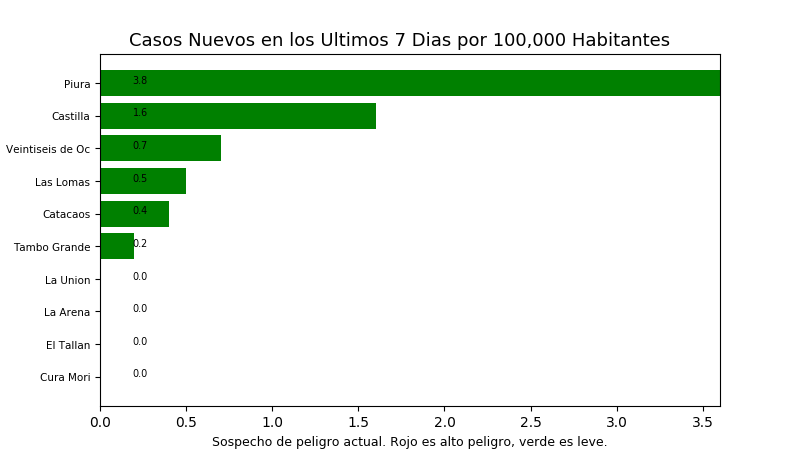 Casos Nuevos en los Ultimos 7 Dias por 100,000 Habitantes
Piura 3.8
Castilla 1.6
Veintiseis de Oc 0.7
Las Lomas 0.5
Catacaos 0.4
Tambo Grande 0.2
La Union 0.0
La Arena 0.0
El Tallan 0.0
Cura Mori 0.0
0.0 0.5 1.0 1.5 2.0 2.5 3.0 3.5
Sospecho de peligro actual. Rojo es alto peligro, verde es leve.